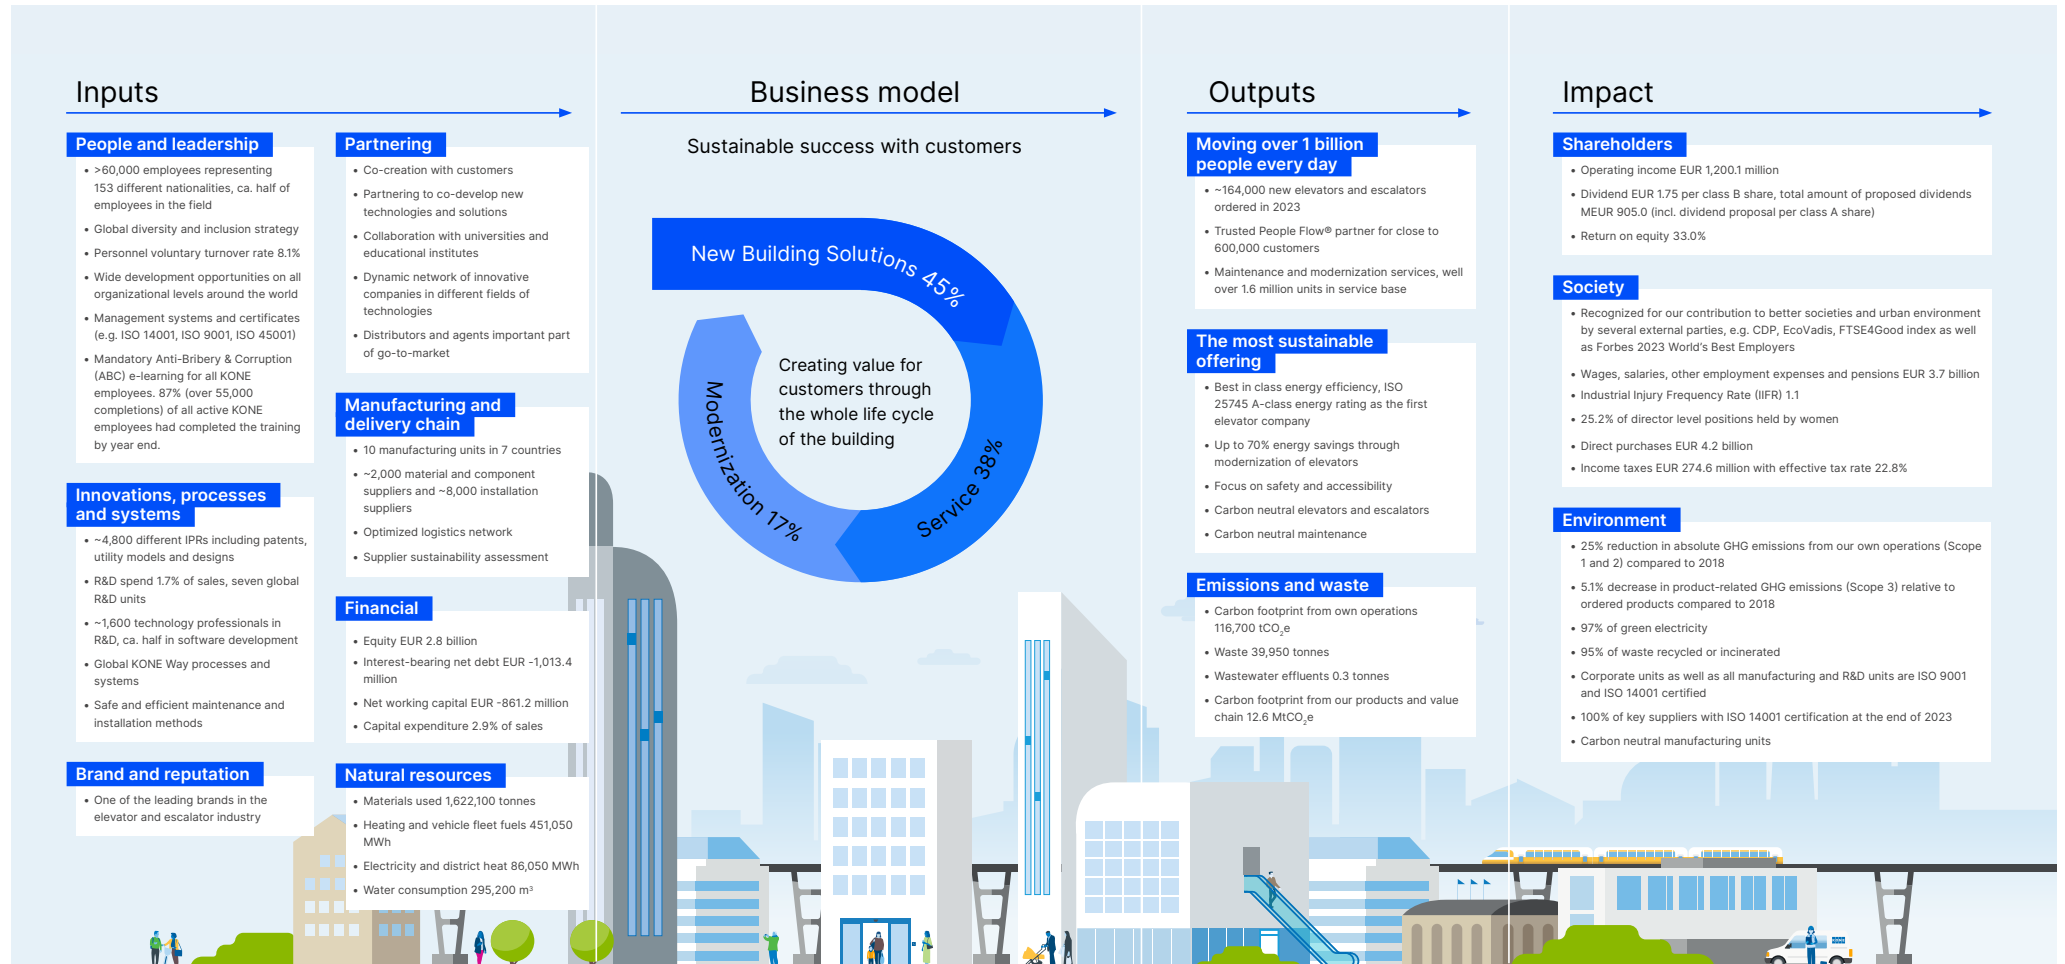 Inputs
People and leadership
• >60,000 employees representing
153 different nationalities, ca. half of
employees in the field
• Global diversity and inclusion strategy
• Personnel voluntary turnover rate 8.1%
• Wide development opportunities on all
organizational levels around the world
• Management systems and certificates
(e.g. ISO 14001, ISO 9001, ISO 45001)
• Mandatory Anti-Bribery & Corruption
(ABC) e-learning for all KONE
employees. 87% (over 55,000
completions) of all active KONE
employees had completed the training
by year end.
Innovations, processes
and systems
• ~4,800 different IPRs including patents,
utility models and designs
• R&D spend 1.7% of sales, seven global
R&D units
• ~1,600 technology professionals in
R&D, ca. half in software development
• Global KONE Way processes and
systems
• Safe and efficient maintenance and
installation methods
Brand and reputation
• One of the leading brands in the
elevator and escalator industry
Partnering
• Co-creation with customers
• Partnering to co-develop new
technologies and solutions
• Collaboration with universities and
educational institutes
• Dynamic network of innovative
companies in different fields of
technologies
• Distributors and agents important part
of go-to-market
Manufacturing and
delivery chain
• 10 manufacturing units in 7 countries
• ~2,000 material and component
suppliers and ~8,000 installation
suppliers
• Optimized logistics network
• Supplier sustainability assessment
Financial
• Equity EUR 2.8 billion
• Interest-bearing net debt EUR -1,013.4
million
• Net working capital EUR -861.2 million
• Capital expenditure 2.9% of sales
Natural resources
• Materials used 1,622,100 tonnes
• Heating and vehicle fleet fuels 451,050
MWh
• Electricity and district heat 86,050 MWh
• Water consumption 295,200 m³
Business model
Sustainable success with customers
New Building Solutions 45%
Service 38%
Modernization 17%
Creating value for
customers through
the whole life cycle
of the building
Outputs
Moving over 1 billion
people every day
• ~164,000 new elevators and escalators
ordered in 2023
• Trusted People Flow® partner for close to
600,000 customers
• Maintenance and modernization services, well
over 1.6 million units in service base
The most sustainable
offering
• Best in class energy efficiency, ISO
25745 A-class energy rating as the first
elevator company
• Up to 70% energy savings through
modernization of elevators
• Focus on safety and accessibility
• Carbon neutral elevators and escalators
• Carbon neutral maintenance
Emissions and waste
• Carbon footprint from own operations
116,700 tCO₂e
• Waste 39,950 tonnes
• Wastewater effluents 0.3 tonnes
• Carbon footprint from our products and value
chain 12.6 MtCO₂e
Impact
Shareholders
• Operating income EUR 1,200.1 million
• Dividend EUR 1.75 per class B share, total amount of proposed dividends
MEUR 905.0 (incl. dividend proposal per class A share)
• Return on equity 33.0%
Society
• Recognized for our contribution to better societies and urban environment
by several external parties, e.g. CDP, EcoVadis, FTSE4Good index as well
as Forbes 2023 World's Best Employers
• Wages, salaries, other employment expenses and pensions EUR 3.7 billion
• Industrial Injury Frequency Rate (IIFR) 1.1
• 25.2% of director level positions held by women
• Direct purchases EUR 4.2 billion
• Income taxes EUR 274.6 million with effective tax rate 22.8%
Environment
• 25% reduction in absolute GHG emissions from our own operations (Scope
1 and 2) compared to 2018
• 5.1% decrease in product-related GHG emissions (Scope 3) relative to
ordered products compared to 2018
• 97% of green electricity
• 95% of waste recycled or incinerated
• Corporate units as well as all manufacturing and R&D units are ISO 9001
and ISO 14001 certified
• 100% of key suppliers with ISO 14001 certification at the end of 2023
• Carbon neutral manufacturing units
KONE